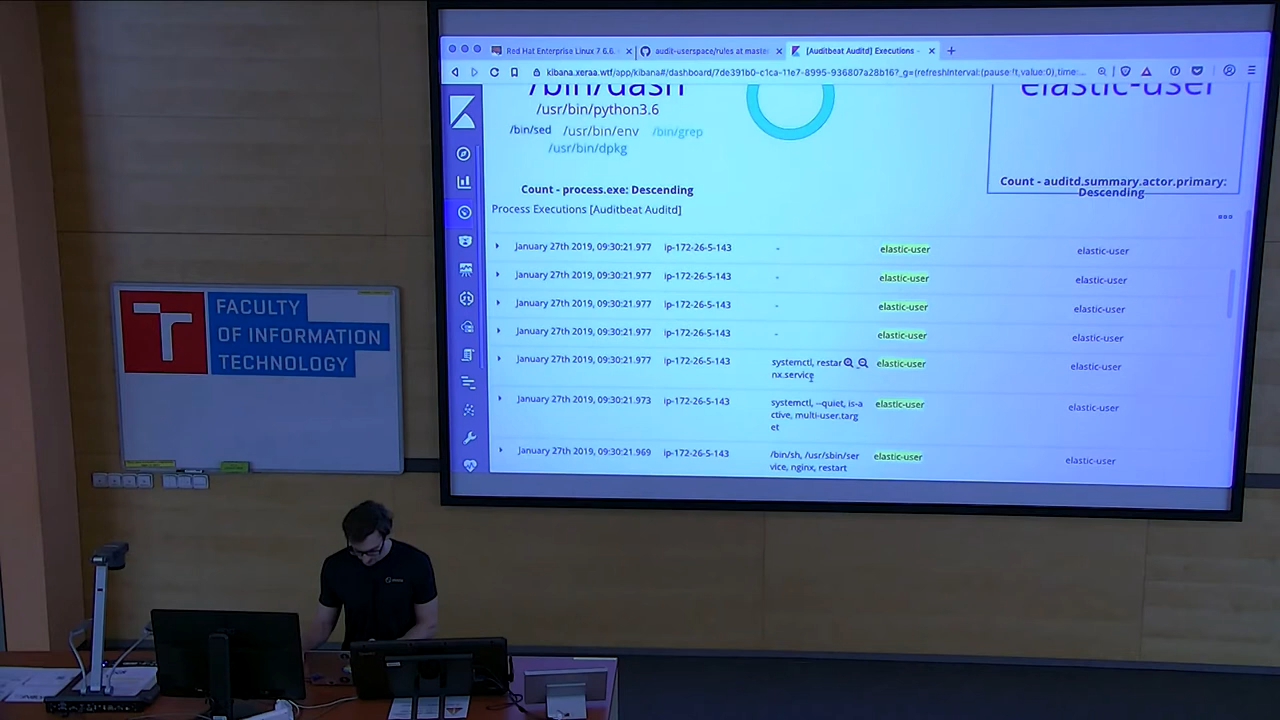 Red Hat Enterprise Linux 7 6.6.
audit-userspace/rules at master
[Auditbeat Auditd] Executions -
kibana.xeraa.wtf/app/kibana#/dashboard/7de391b0-c1ca-11e7-8995-936807a28b16?_g=(refreshInterval:(pause:!t,value:0),time:...
/bin/dash
/usr/bin/python3.6
/bin/sed /usr/bin/env /bin/grep
/usr/bin/dpkg
Count - process.exe: Descending
elastic-user
Count - auditd.summary.actor.primary:
Descending
Process Executions [Auditbeat Auditd]
January 27th 2019, 09:30:21.977 ip-172-26-5-143 - elastic-user elastic-user
January 27th 2019, 09:30:21.977 ip-172-26-5-143 - elastic-user elastic-user
January 27th 2019, 09:30:21.977 ip-172-26-5-143 - elastic-user elastic-user
January 27th 2019, 09:30:21.977 ip-172-26-5-143 - elastic-user elastic-user
January 27th 2019, 09:30:21.977 ip-172-26-5-143 systemctl, restar elastic-user elastic-user
nx.service
January 27th 2019, 09:30:21.973 ip-172-26-5-143 systemctl, --quiet, is-a elastic-user elastic-user
ctive, multi-user.targ
et
January 27th 2019, 09:30:21.969 ip-172-26-5-143 /bin/sh, /usr/sbin/ser elastic-user elastic-user
vice, nginx, restart
T
FACULTY
OF INFORMATION
TECHNOLOGY